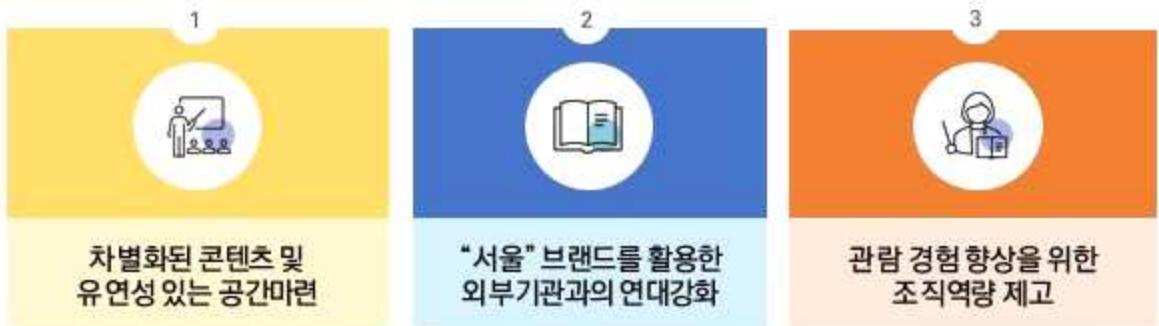 1
차별화된 콘텐츠 및
유연성 있는 공간마련
2
“서울” 브랜드를 활용한
외부기관과의 연대강화
3
관람 경험 향상을 위한
조직역량 제고